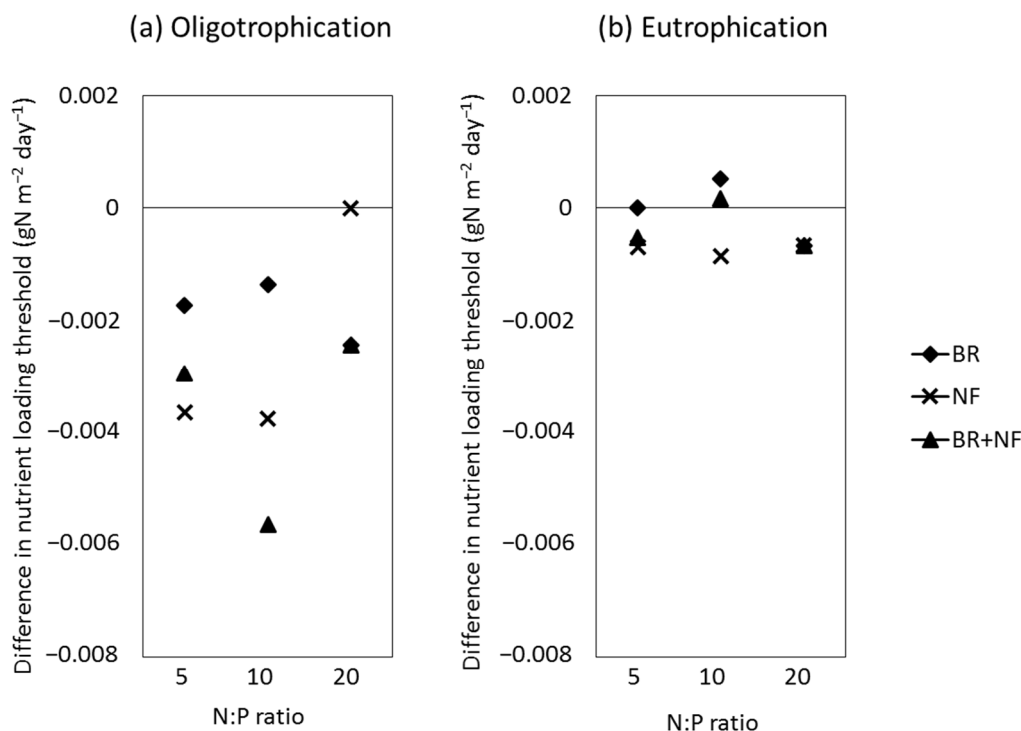 (a) Oligotrophication
Difference in nutrient loading threshold (gN m⁻² day⁻¹)
0.002
0
−0.002
−0.004
−0.006
−0.008
5 10 20
N:P ratio
(b) Eutrophication
Difference in nutrient loading threshold (gN m⁻² day⁻¹)
0.002
0
−0.002
−0.004
−0.006
−0.008
5 10 20
N:P ratio
BR
NF
BR+NF